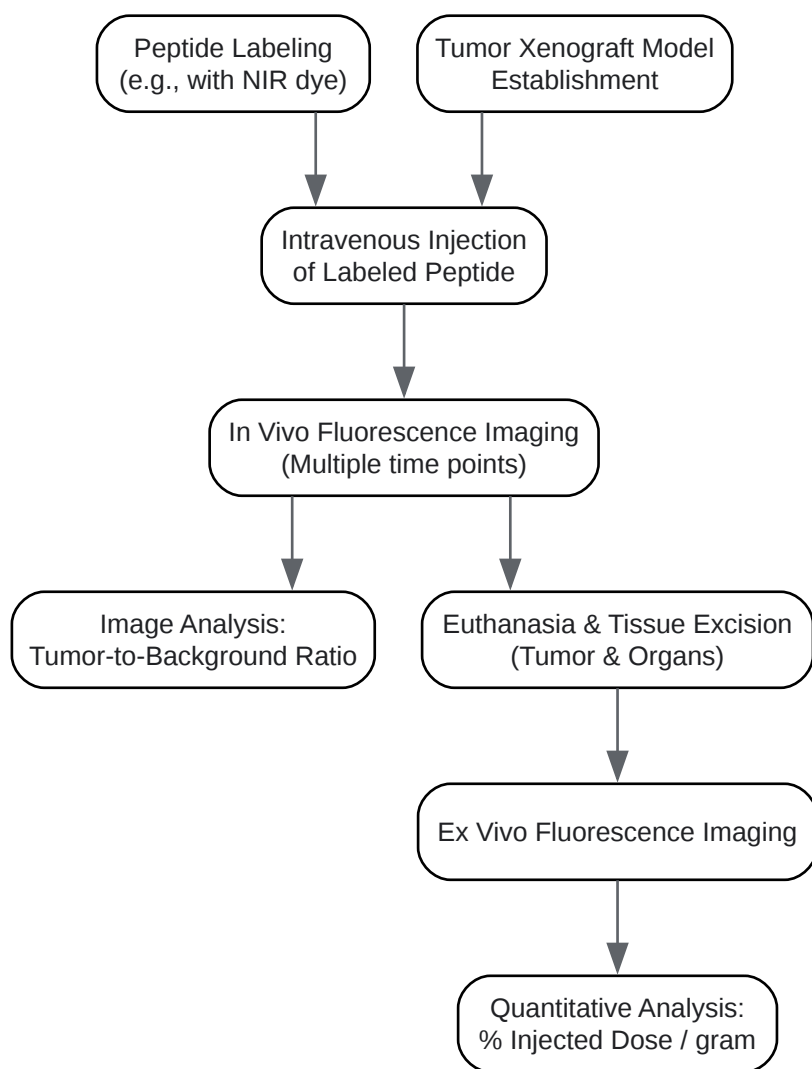 Peptide Labeling
(e.g., with NIR dye)
Tumor Xenograft Model
Establishment
Intravenous Injection
of Labeled Peptide
In Vivo Fluorescence Imaging
(Multiple time points)
Image Analysis:
Tumor-to-Background Ratio
Euthanasia & Tissue Excision
(Tumor & Organs)
Ex Vivo Fluorescence Imaging
Quantitative Analysis:
% Injected Dose / gram